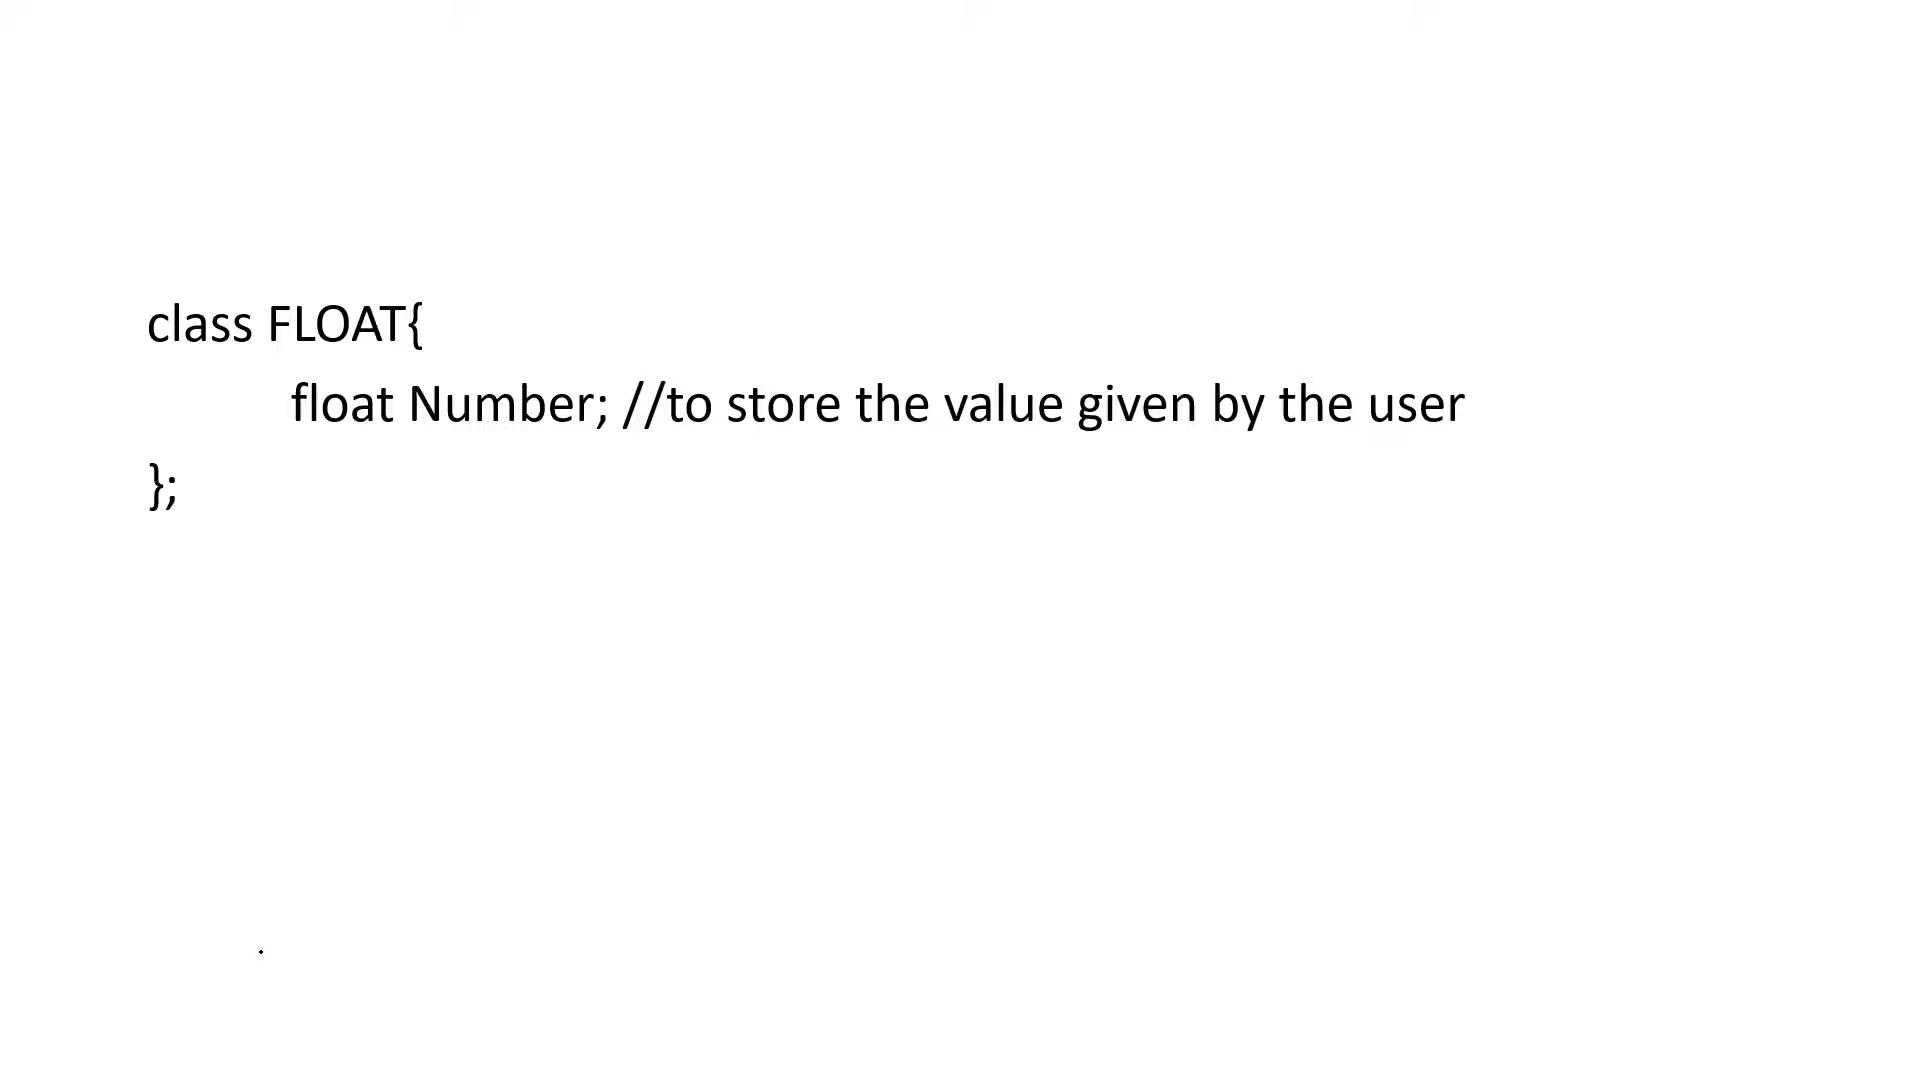 class FLOAT{
float Number; //to store the value given by the user
};